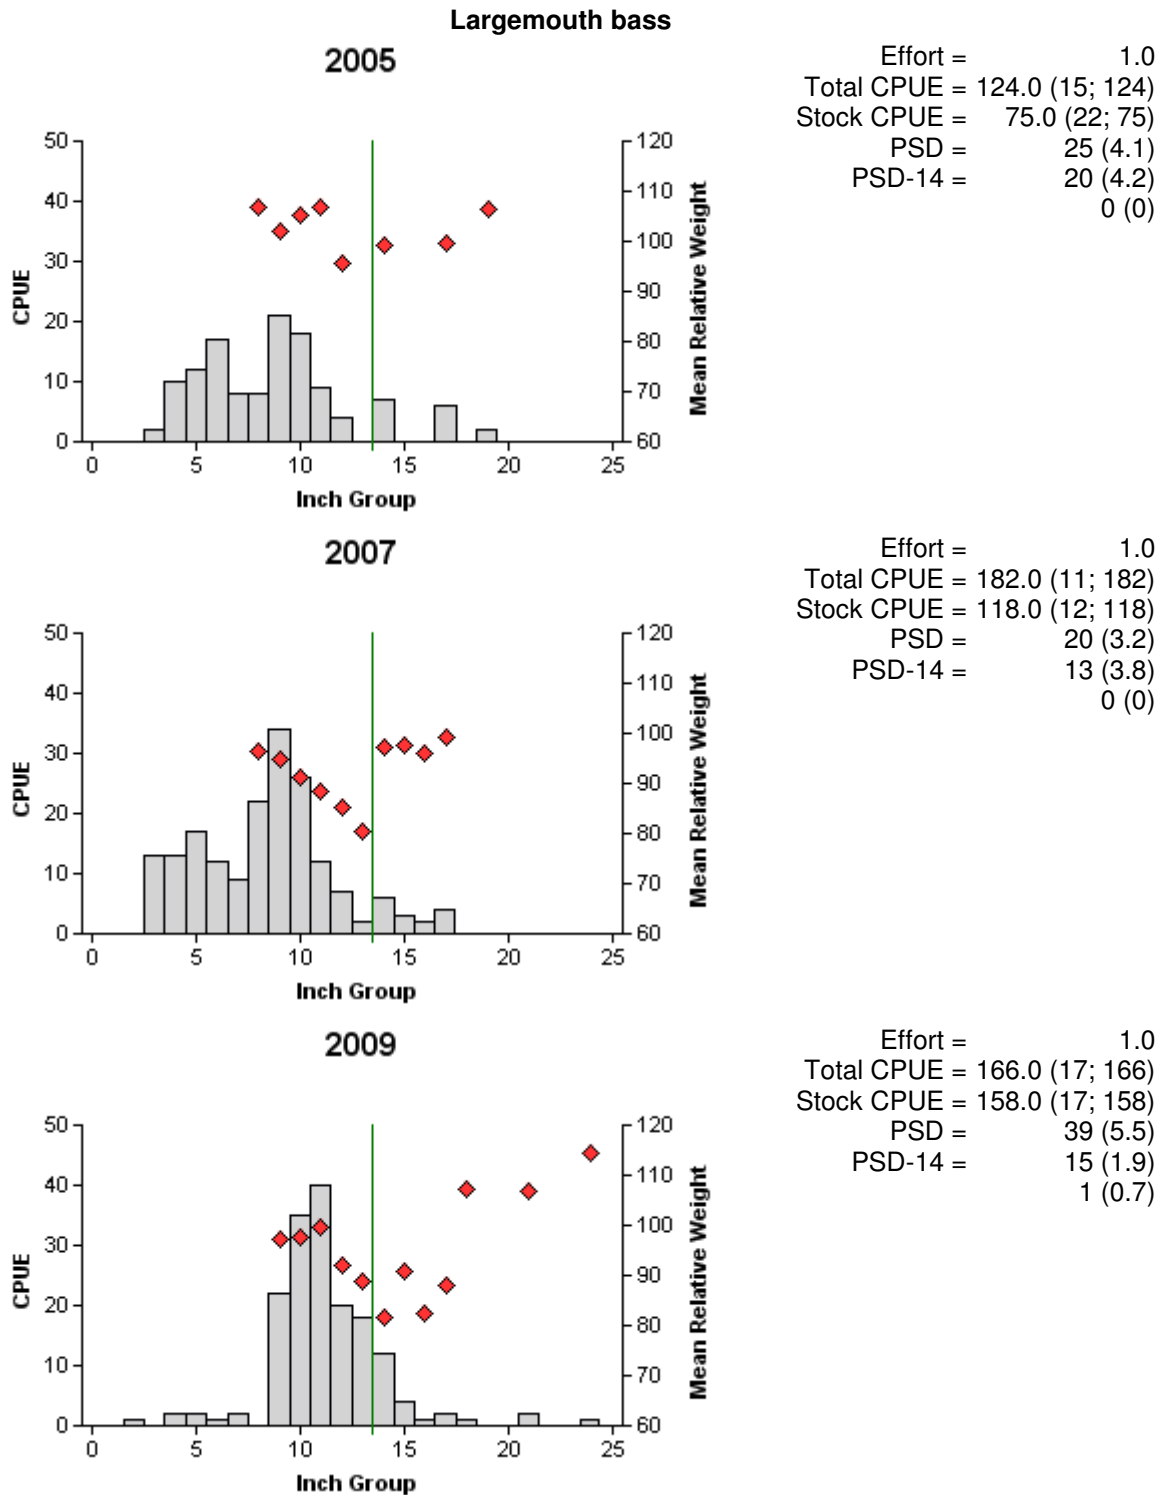 Largemouth bass
2005
Effort = 1.0
Total CPUE = 124.0 (15; 124)
Stock CPUE = 75.0 (22; 75)
PSD = 25 (4.1)
PSD-14 = 20 (4.2)
0 (0)
50 120
110
40
100
30
90
20
80
10
70
0 60
CPUE
Mean Relative Weight
0 5 10 15 20 25
Inch Group
2007
Effort = 1.0
Total CPUE = 182.0 (11; 182)
Stock CPUE = 118.0 (12; 118)
PSD = 20 (3.2)
PSD-14 = 13 (3.8)
0 (0)
50 120
110
40
100
30
90
20
80
10
70
0 60
CPUE
Mean Relative Weight
0 5 10 15 20 25
Inch Group
2009
Effort = 1.0
Total CPUE = 166.0 (17; 166)
Stock CPUE = 158.0 (17; 158)
PSD = 39 (5.5)
PSD-14 = 15 (1.9)
1 (0.7)
50 120
110
40
100
30
90
20
80
10
70
0 60
CPUE
Mean Relative Weight
0 5 10 15 20 25
Inch Group